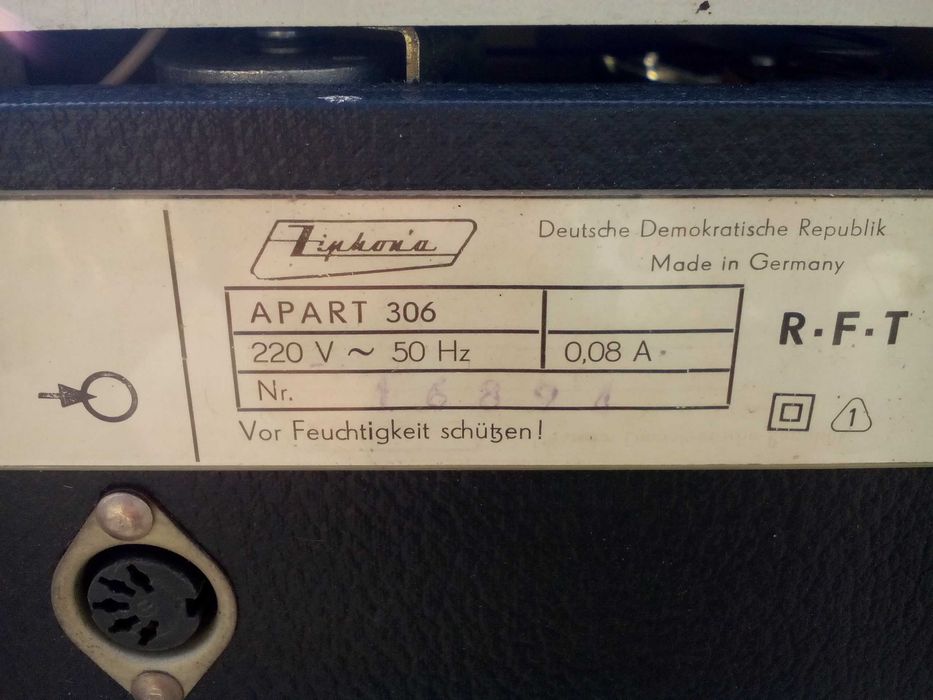 Ziphona
Deutsche Demokratische Republik
Made in Germany
APART 306
R·F·T
220 V ~ 50 Hz 0,08 A
Nr. 16891
Vor Feuchtigkeit schützen!
1